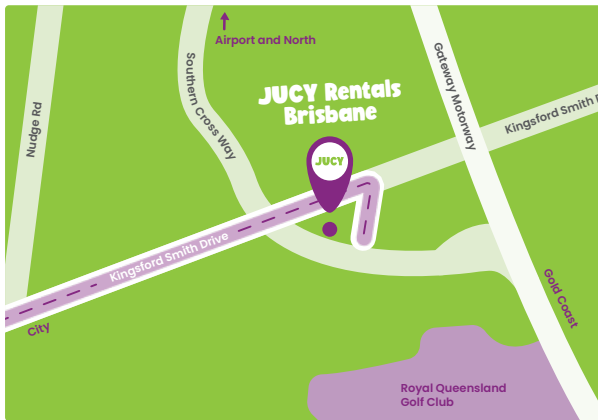 Airport and North
Southern Cross Way
Nudge Rd
Gateway Motorway
JUCY Rentals
Brisbane
JUCY
Kingsford Smith
Kingsford Smith Drive
City
Gold Coast
Royal Queensland
Golf Club